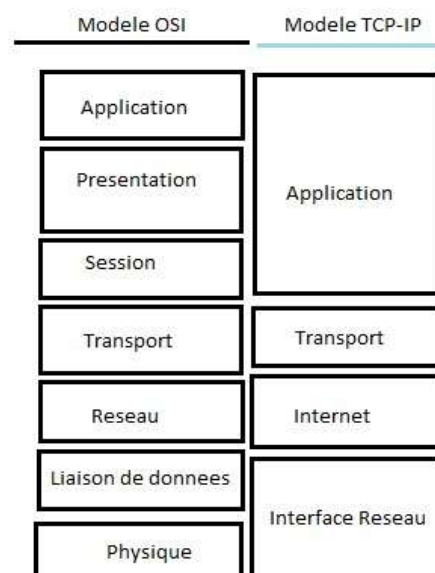 Modele OSI
Modele TCP-IP
Application
Presentation
Session
Transport
Reseau
Liaison de donnees
Physique
Application
Transport
Internet
Interface Reseau